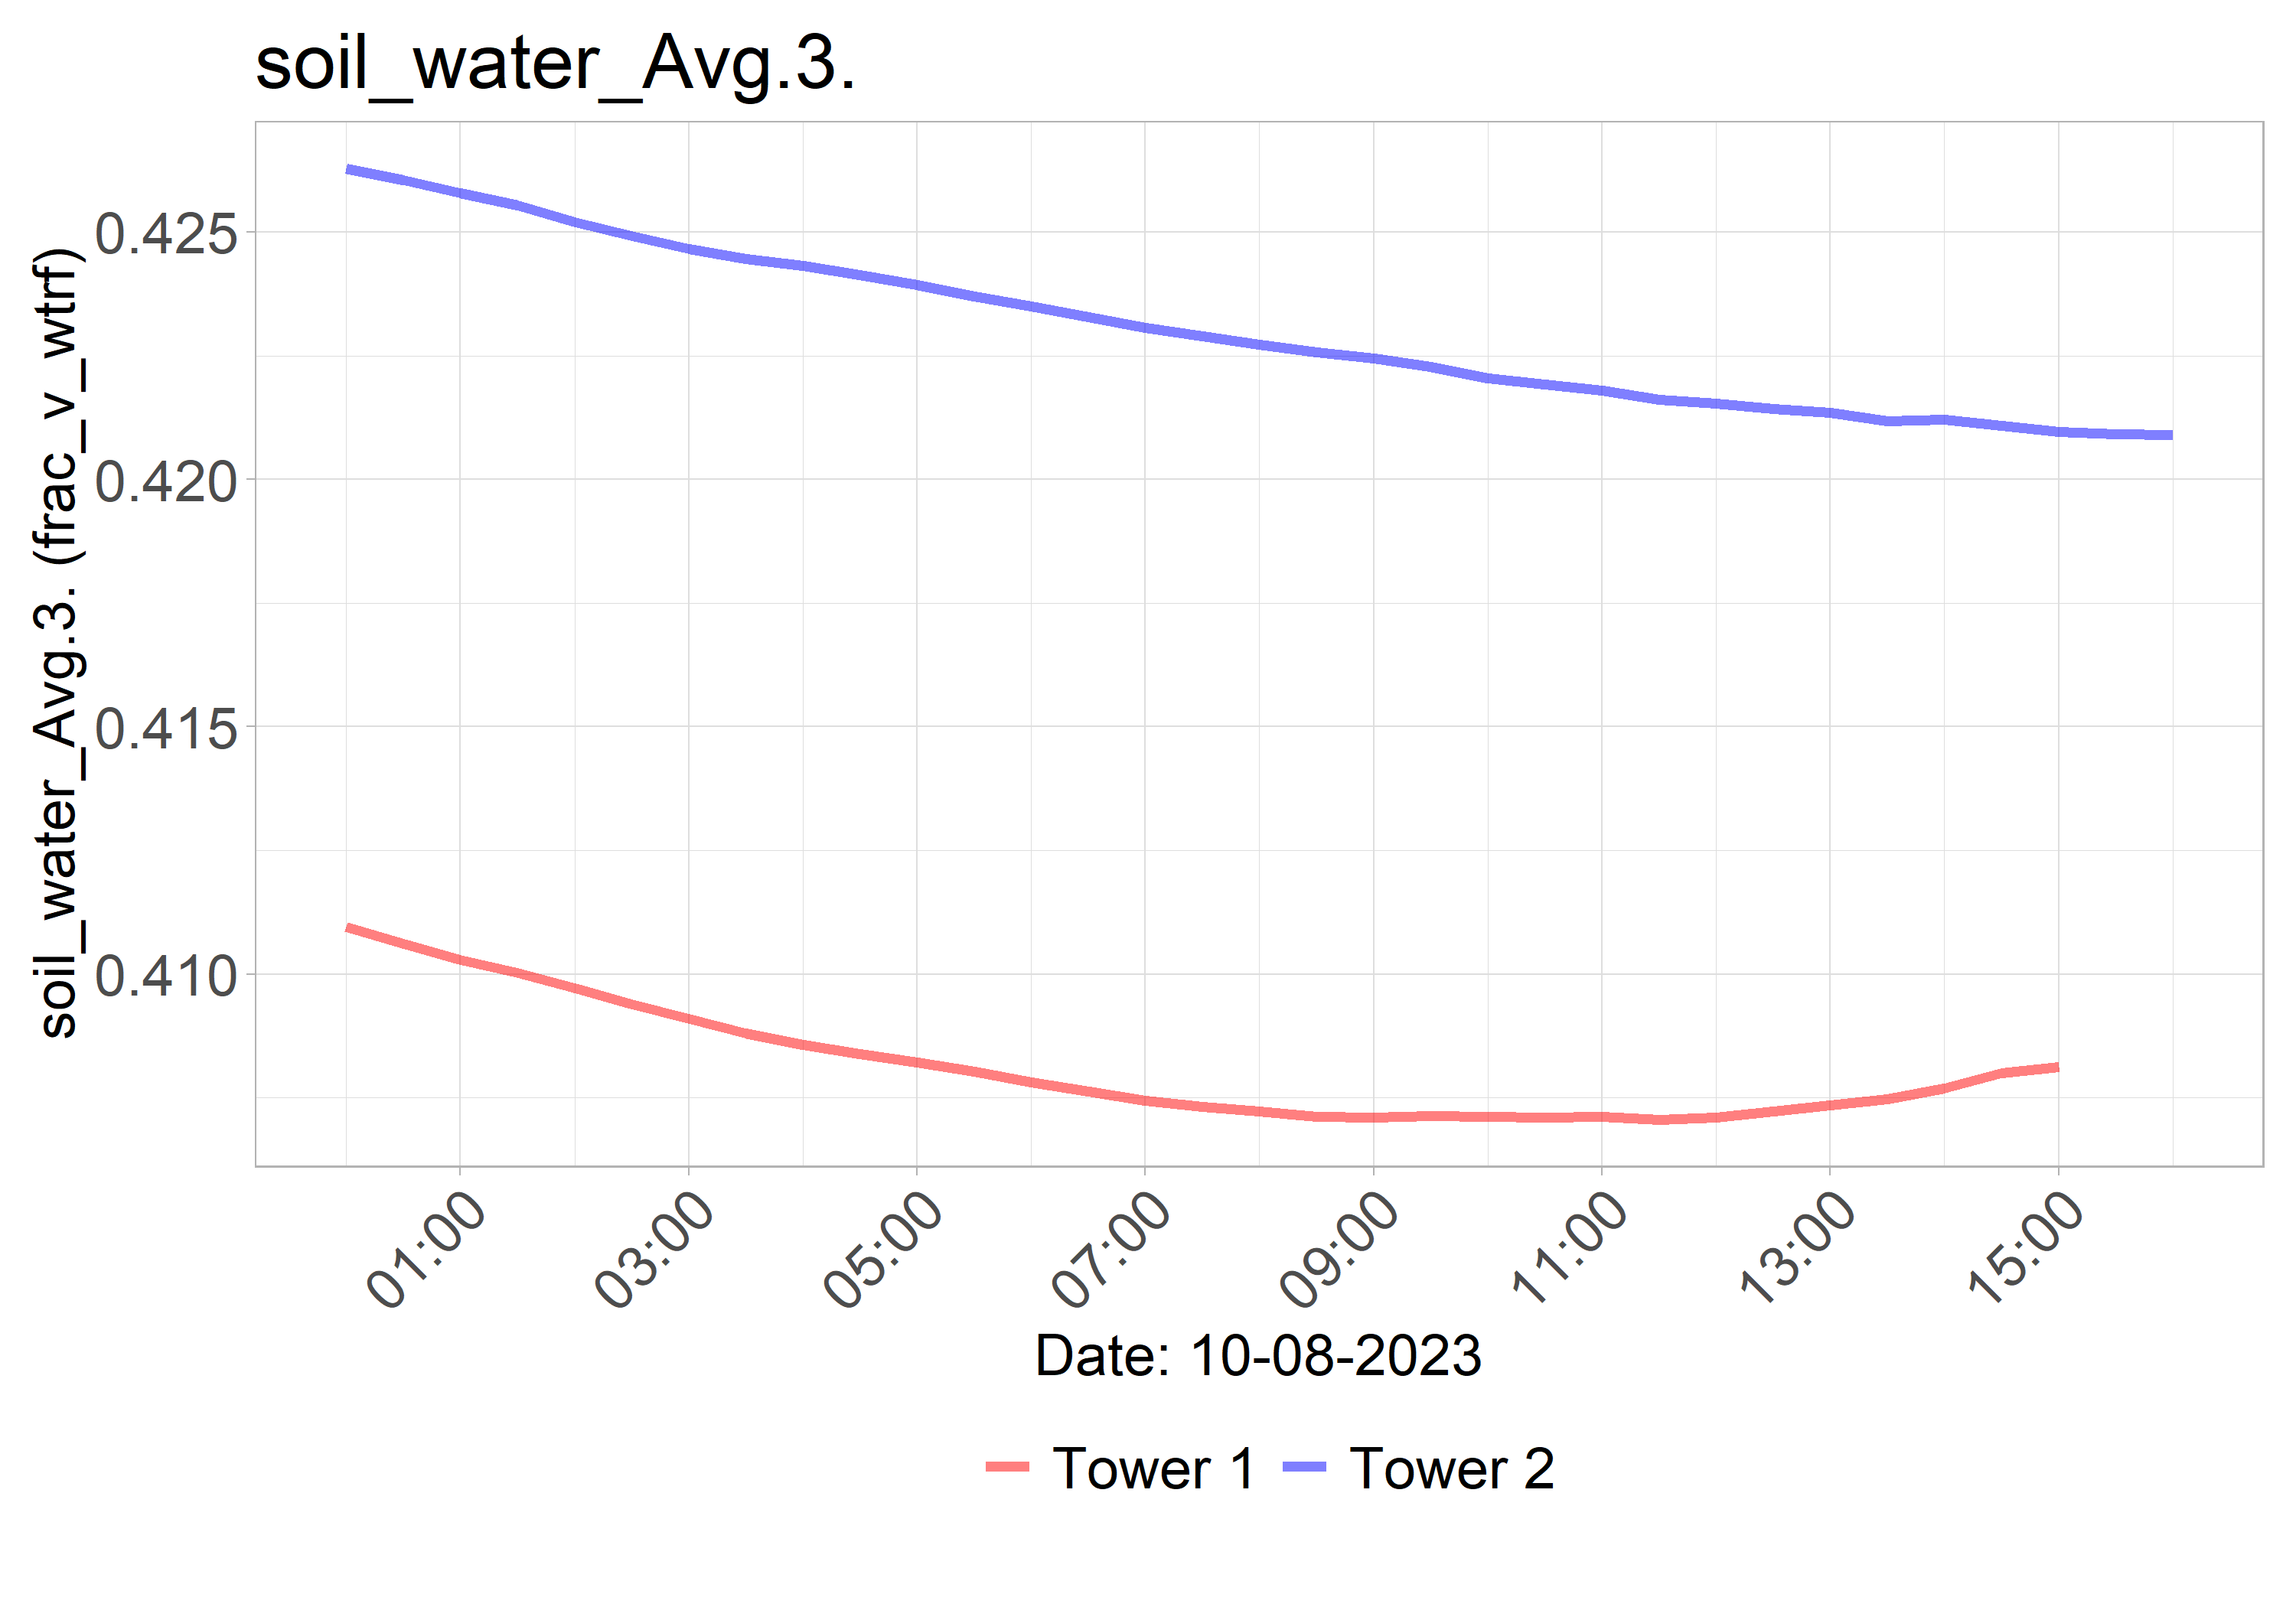 soil_water_Avg.3.
soil_water_Avg.3. (frac_v_wtrf)
0.425
0.420
0.415
0.410
01:00
03:00
05:00
07:00
09:00
11:00
13:00
15:00
Date: 10-08-2023
Tower 1
Tower 2